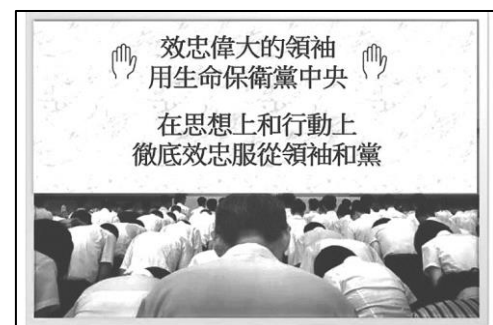 效忠偉大的領袖
用生命保衛黨中央
在思想上和行動上
徹底效忠服從領袖和黨